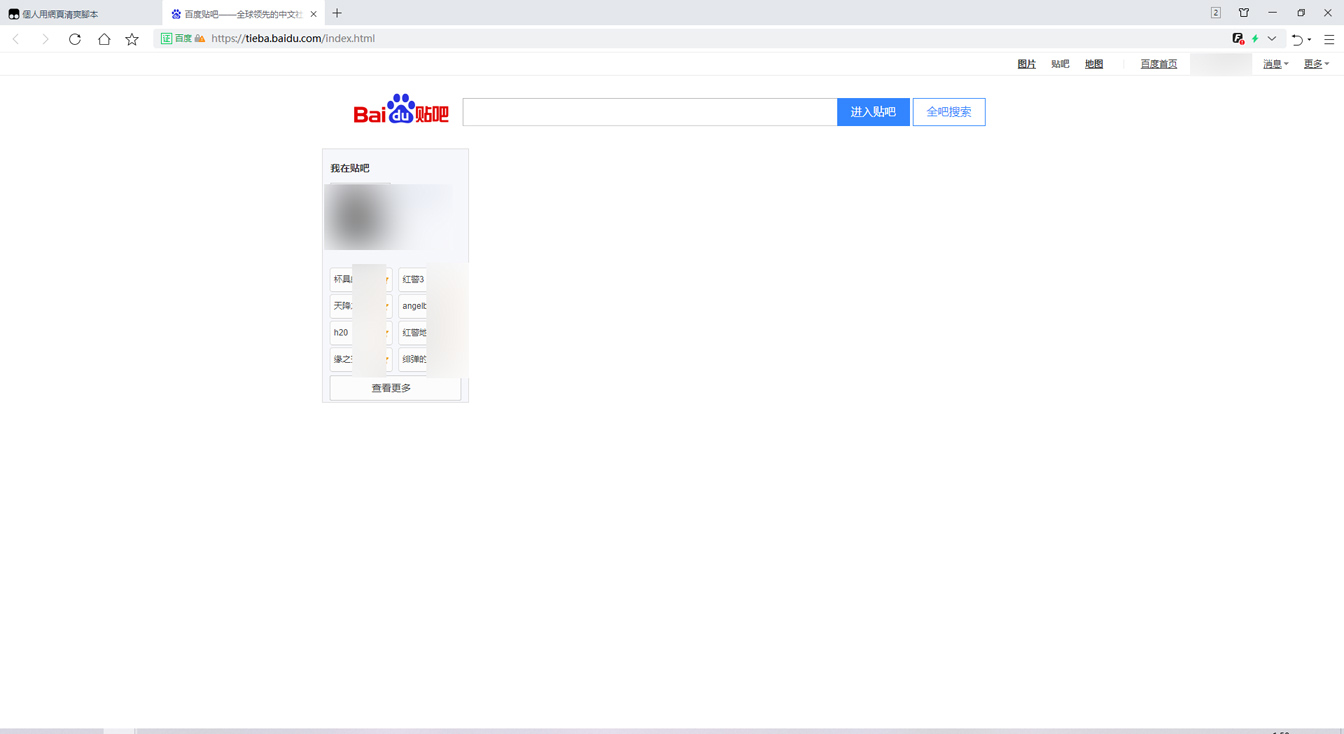 個人用網頁清爽腳本
百度贴吧——全球领先的中文社
2
证 百度 https://tieba.baidu.com/index.html
图片 贴吧 地图 百度首页 消息 更多
Bai du 贴吧 进入贴吧 全吧搜索
我在贴吧
杯具 红警3
天降 angelb
h20 红警地
缘之 绯弹的
查看更多